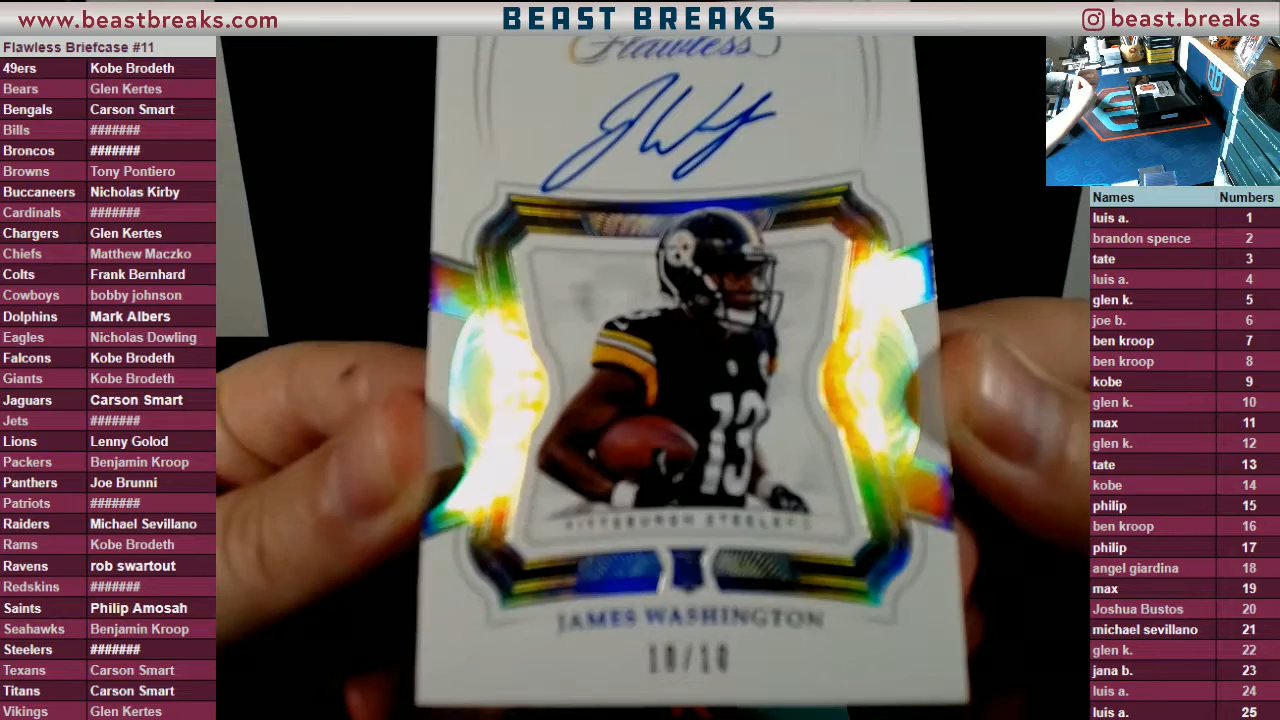 www.beastbreaks.com
BEAST BREAKS
beast.breaks
Flawless Briefcase #11
49ers Kobe Brodeth
Bears Glen Kertes
Bengals Carson Smart
Bills #######
Broncos #######
Browns Tony Pontiero
Buccaneers Nicholas Kirby
Cardinals #######
Chargers Glen Kertes
Chiefs Matthew Maczko
Colts Frank Bernhard
Cowboys bobby johnson
Dolphins Mark Albers
Eagles Nicholas Dowling
Falcons Kobe Brodeth
Giants Kobe Brodeth
Jaguars Carson Smart
Jets #######
Lions Lenny Golod
Packers Benjamin Kroop
Panthers Joe Brunni
Patriots #######
Raiders Michael Sevillano
Rams Kobe Brodeth
Ravens rob swartout
Redskins #######
Saints Philip Amosah
Seahawks Benjamin Kroop
Steelers #######
Texans Carson Smart
Titans Carson Smart
Vikings Glen Kertes
Flawless
13
PITTSBURGH STEELERS
JAMES WASHINGTON
10/10
Names Numbers
luis a. 1
brandon spence 2
tate 3
luis a. 4
glen k. 5
joe b. 6
ben kroop 7
ben kroop 8
kobe 9
glen k. 10
max 11
glen k. 12
tate 13
kobe 14
philip 15
ben kroop 16
philip 17
angel giardina 18
max 19
Joshua Bustos 20
michael sevillano 21
glen k. 22
jana b. 23
luis a. 24
luis a. 25